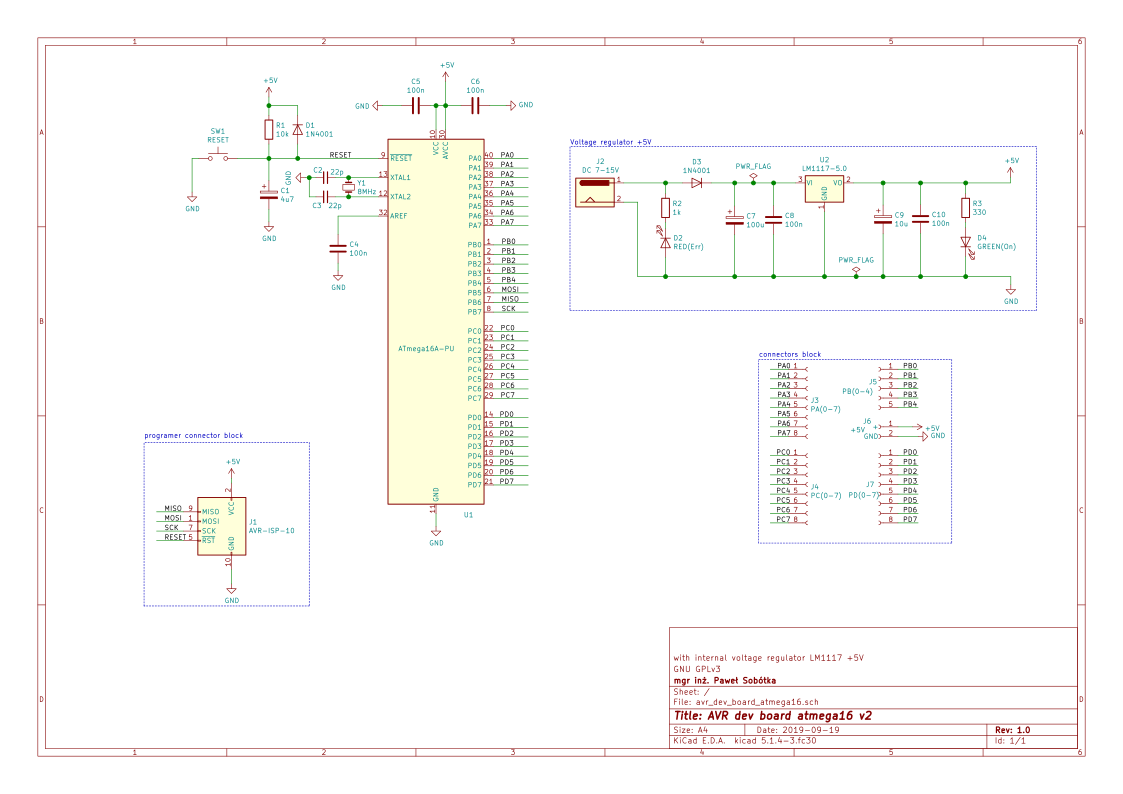 1 2 3 4 5 6
A
B
C
D
A
B
C
D
1 2 3 4 5 6
+5V
R1
10k
D1
1N4001
SW1
RESET
RESET
C1
4u7
GND
GND
GND
C2
22p
C3
22p
Y1
8MHz
C4
100n
GND
+5V
C5
100n
C6
100n
GND
GND
10
30
VCC
AVCC
9 RESET
13 XTAL1
12 XTAL2
32 AREF
PA0 40 PA0
PA1 39 PA1
PA2 38 PA2
PA3 37 PA3
PA4 36 PA4
PA5 35 PA5
PA6 34 PA6
PA7 33 PA7
PB0 1 PB0
PB1 2 PB1
PB2 3 PB2
PB3 4 PB3
PB4 5 PB4
PB5 6 MOSI
PB6 7 MISO
PB7 8 SCK
PC0 22 PC0
PC1 23 PC1
PC2 24 PC2
PC3 25 PC3
PC4 26 PC4
PC5 27 PC5
PC6 28 PC6
PC7 29 PC7
PD0 14 PD0
PD1 15 PD1
PD2 16 PD2
PD3 17 PD3
PD4 18 PD4
PD5 19 PD5
PD6 20 PD6
PD7 21 PD7
ATmega16A-PU
GND
11
U1
GND
Voltage regulator +5V
J2
DC 7-15V
1
2
D3
1N4001
PWR_FLAG
U2
LM1117-5.0
3 VI
VO 2
GND
1
+5V
R2
1k
D2
RED(Err)
C7
100u
C8
100n
C9
10u
C10
100n
R3
330
D4
GREEN(On)
PWR_FLAG
GND
connectors block
PA0 1
PA1 2
PA2 3
PA3 4
PA4 5
PA5 6
PA6 7
PA7 8
J3
PA(0-7)
1 PB0
2 PB1
3 PB2
4 PB3
5 PB4
J5
PB(0-4)
J6
+5V
+
GND
1
2
+5V
GND
PC0 1
PC1 2
PC2 3
PC3 4
PC4 5
PC5 6
PC6 7
PC7 8
J4
PC(0-7)
1 PD0
2 PD1
3 PD2
4 PD3
5 PD4
6 PD5
7 PD6
8 PD7
J7
PD(0-7)
programer connector block
+5V
2
VCC
MISO 9 MISO
MOSI 1 MOSI
SCK 7 SCK
RESET 5 RST
GND
10
J1
AVR-ISP-10
GND
with internal voltage regulator LM1117 +5V
GNU GPLv3
mgr inż. Paweł Sobótka
Sheet: /
File: avr_dev_board_atmega16.sch
Title: AVR dev board atmega16 v2
Size: A4 Date: 2019-09-19 Rev: 1.0
KiCad E.D.A. kicad 5.1.4-3.fc30 Id: 1/1